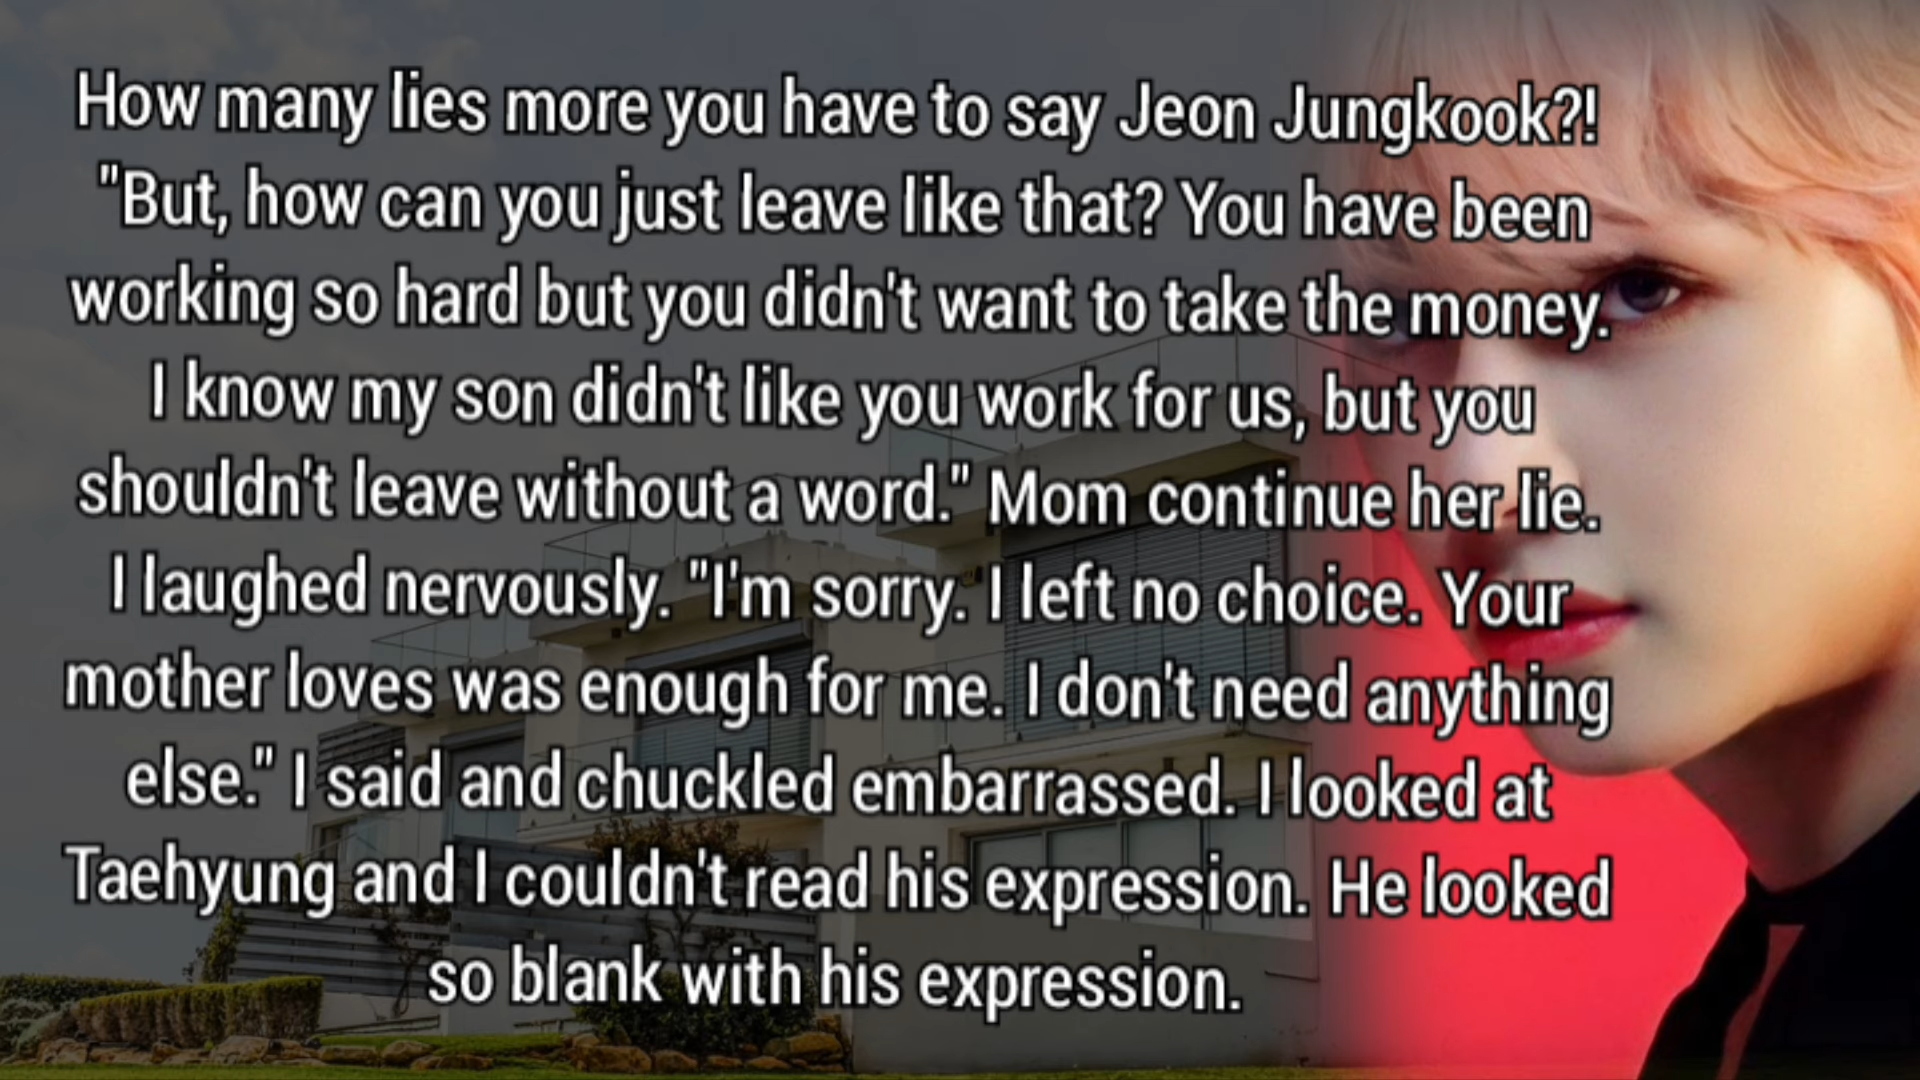 How many lies more you have to say Jeon Jungkook?!
"But, how can you just leave like that? You have been
working so hard but you didn't want to take the money.
I know my son didn't like you work for us, but you
shouldn't leave without a word." Mom continue her lie.
I laughed nervously. "I'm sorry. I left no choice. Your
mother loves was enough for me. I don't need anything
else." I said and chuckled embarrassed. I looked at
Taehyung and I couldn't read his expression. He looked
so blank with his expression.